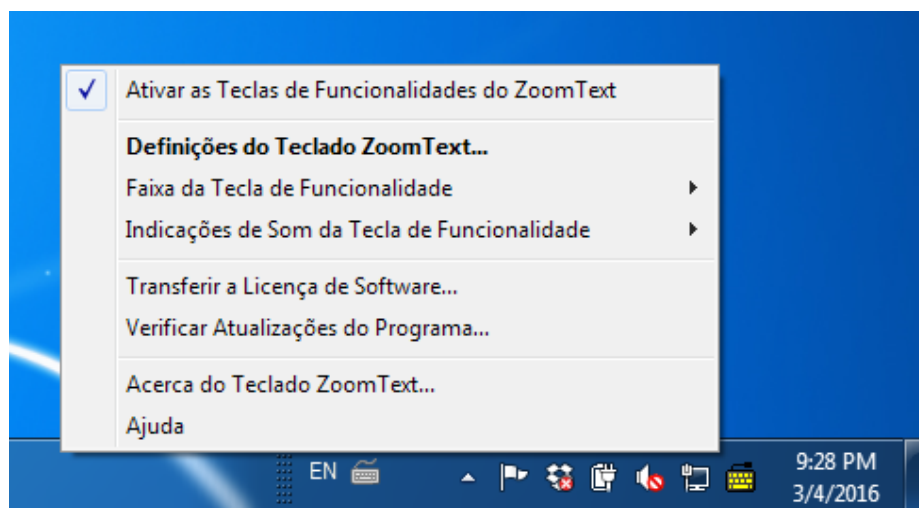 Ativar as Teclas de Funcionalidades do ZoomText
Definições do Teclado ZoomText...
Faixa da Tecla de Funcionalidade
Indicações de Som da Tecla de Funcionalidade
Transferir a Licença de Software...
Verificar Atualizações do Programa...
Acerca do Teclado ZoomText...
Ajuda
EN
9:28 PM
3/4/2016